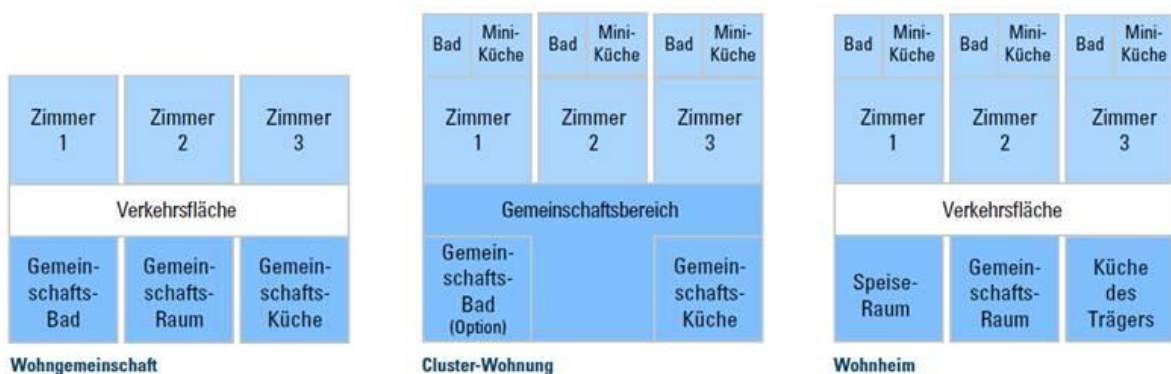 Zimmer
1
Zimmer
2
Zimmer
3
Verkehrsfläche
Gemein-
schafts-
Bad
Gemein-
schafts-
Raum
Gemein-
schafts-
Küche
Wohngemeinschaft
Bad
Mini-
Küche
Bad
Mini-
Küche
Bad
Mini-
Küche
Zimmer
1
Zimmer
2
Zimmer
3
Gemeinschaftsbereich
Gemein-
schafts-
Bad
(Option)
Gemein-
schafts-
Küche
Cluster-Wohnung
Bad
Mini-
Küche
Bad
Mini-
Küche
Bad
Mini-
Küche
Zimmer
1
Zimmer
2
Zimmer
3
Verkehrsfläche
Speise-
Raum
Gemein-
schafts-
Raum
Küche
des
Trägers
Wohnheim